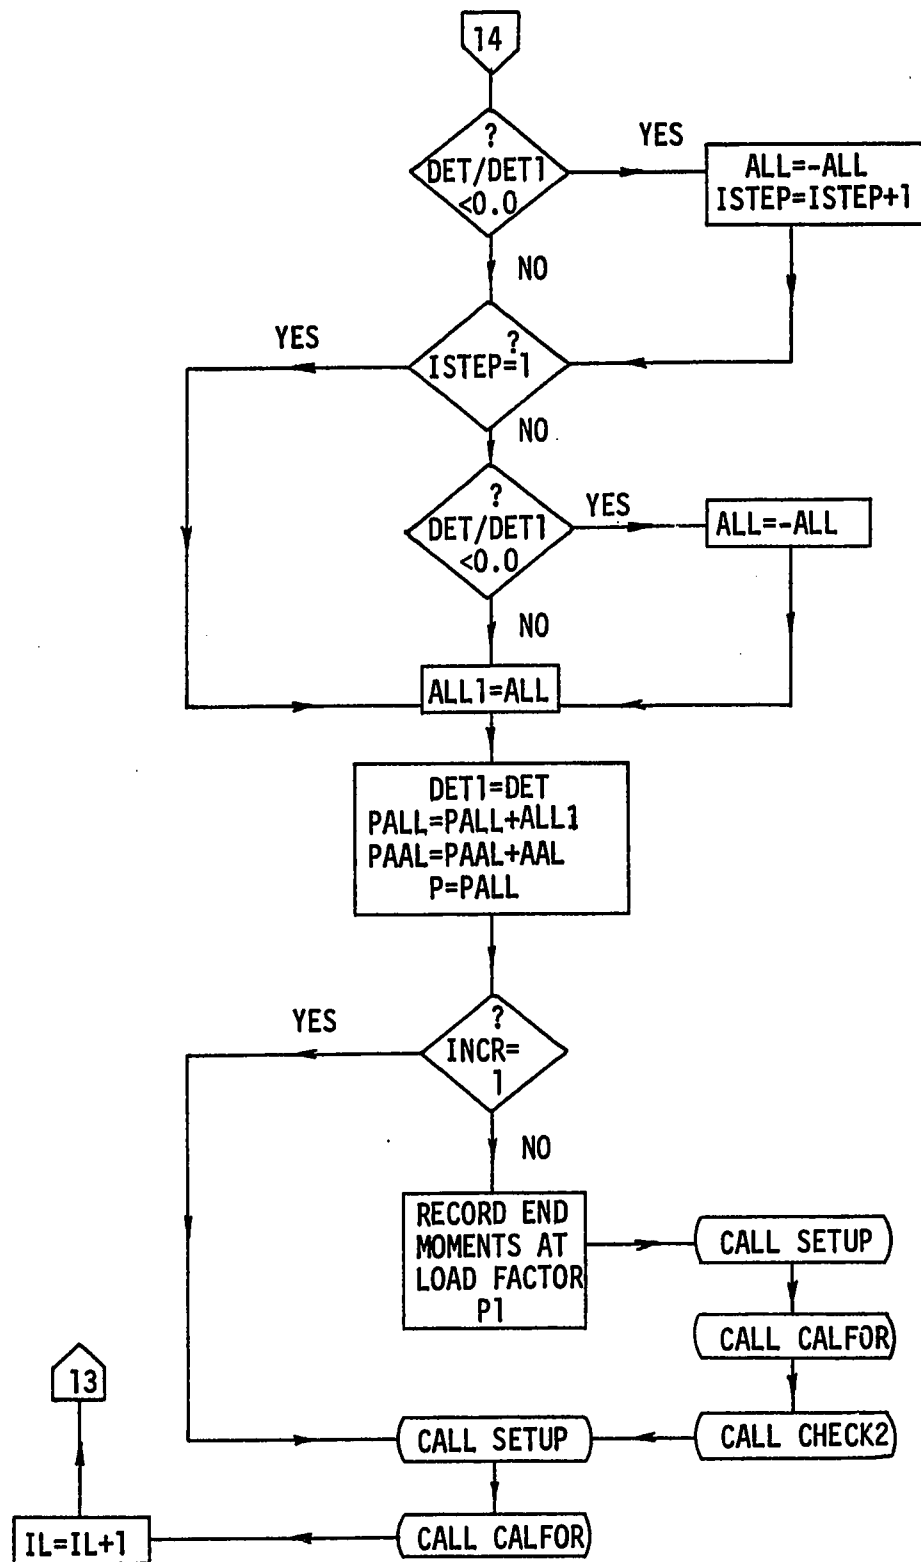 14
?
DET/DET1
<0.0
YES
ALL=-ALL
ISTEP=ISTEP+1
NO
YES
?
ISTEP=1
NO
?
DET/DET1
<0.0
YES
ALL=-ALL
NO
ALL1=ALL
DET1=DET
PALL=PALL+ALL1
PAAL=PAAL+AAL
P=PALL
YES
?
INCR=
1
NO
RECORD END
MOMENTS AT
LOAD FACTOR
P1
CALL SETUP
CALL CALFOR
CALL CHECK2
CALL SETUP
CALL CALFOR
IL=IL+1
13